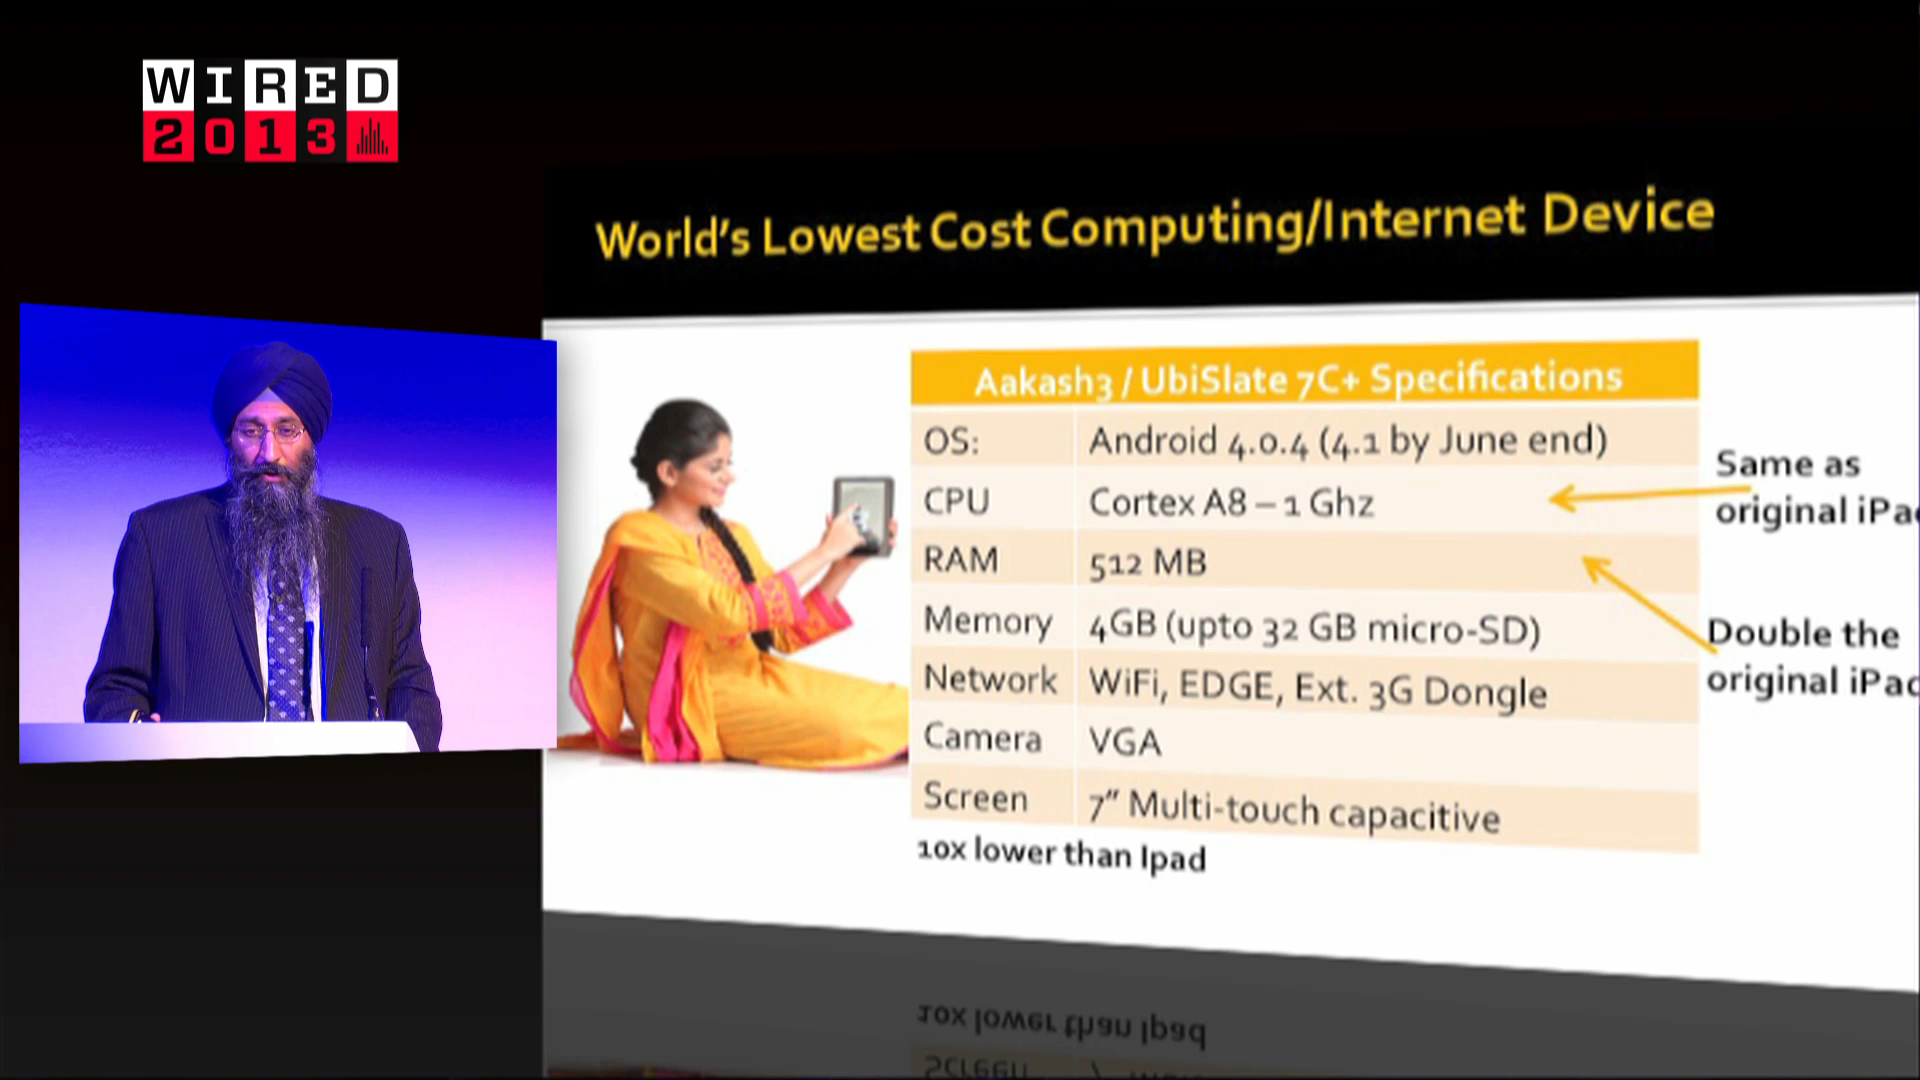 WIRED
2013
World's Lowest Cost Computing/Internet Device
Aakash3 / UbiSlate 7C+ Specifications
OS: Android 4.0.4 (4.1 by June end)
CPU Cortex A8 – 1 Ghz
RAM 512 MB
Memory 4GB (upto 32 GB micro-SD)
Network WiFi, EDGE, Ext. 3G Dongle
Camera VGA
Screen 7" Multi-touch capacitive
Same as
original
Double the
original
10x lower than Ipad